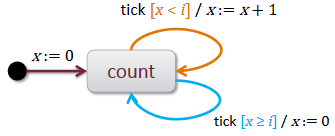 tick [x < i] / x:= x + 1
x:= 0
count
tick [x ≥ i] / x:= 0